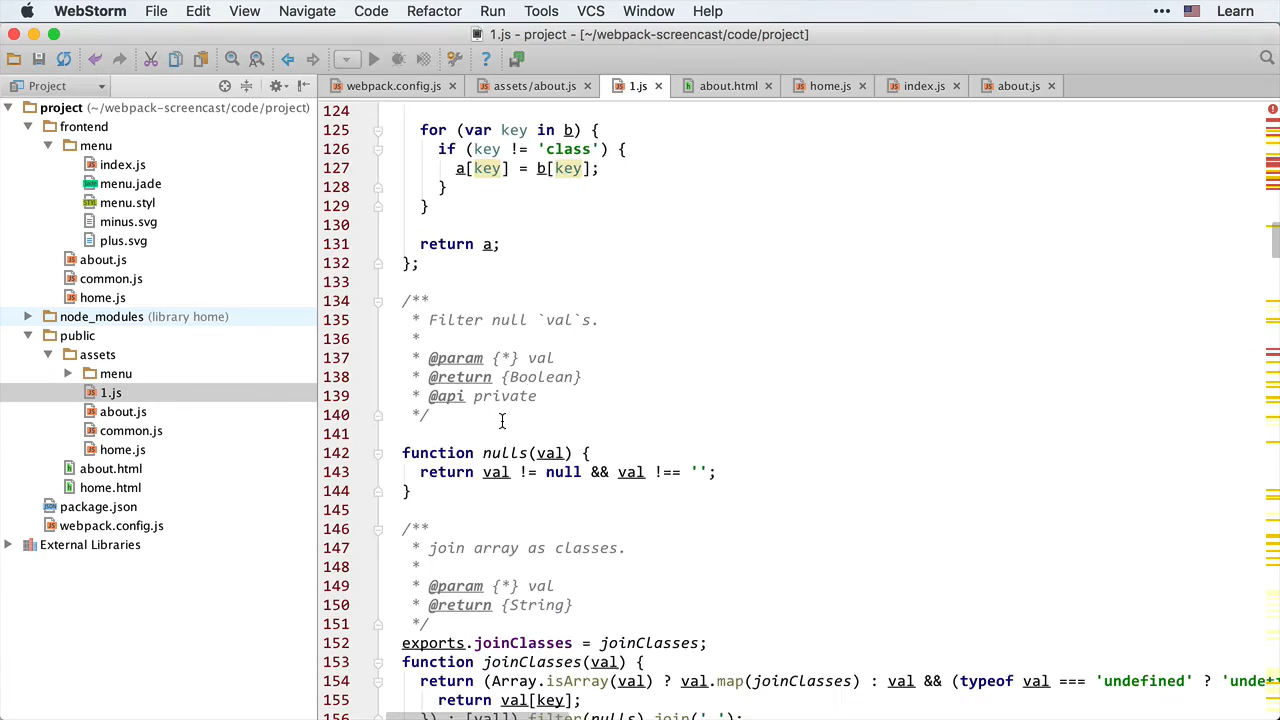 WebStorm File Edit View Navigate Code Refactor Run Tools VCS Window Help ••• Learn
1.js - project - [~/webpack-screencast/code/project]
Project
webpack.config.js assets/about.js 1.js about.html home.js index.js about.js
project (~/webpack-screencast/code/project)
frontend
menu
index.js
menu.jade
menu.styl
minus.svg
plus.svg
about.js
common.js
home.js
node_modules (library home)
public
assets
menu
1.js
about.js
common.js
home.js
about.html
home.html
package.json
webpack.config.js
External Libraries
124
125 for (var key in b) {
126 if (key != 'class') {
127 a[key] = b[key];
128 }
129 }
130
131 return a;
132 };
133
134 /**
135 * Filter null `val`s.
136 *
137 * @param {*} val
138 * @return {Boolean}
139 * @api private
140 */
141
142 function nulls(val) {
143 return val != null && val !== '';
144 }
145
146 /**
147 * join array as classes.
148 *
149 * @param {*} val
150 * @return {String}
151 */
152 exports.joinClasses = joinClasses;
153 function joinClasses(val) {
154 return (Array.isArray(val) ? val.map(joinClasses) : val && (typeof val === 'undefined' ?
155 return val[key];
156 }) : [val]).filter(nulls).join(' ');